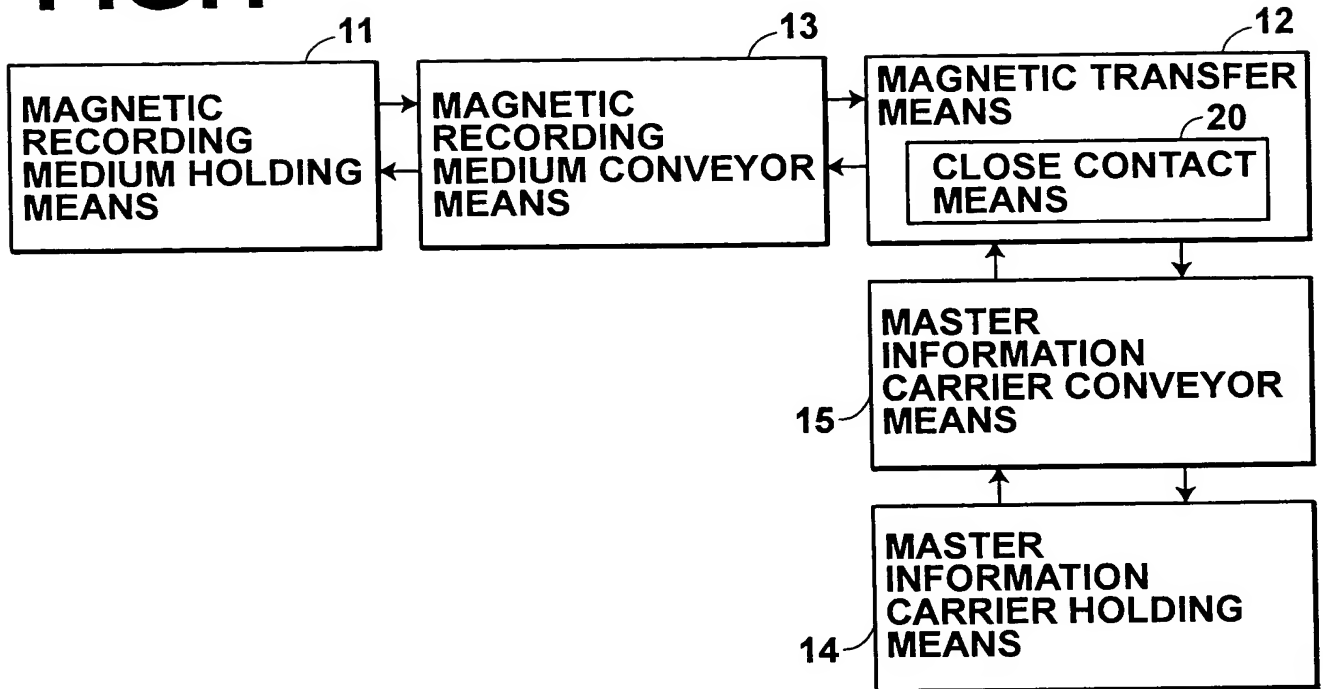 11
MAGNETIC
RECORDING
MEDIUM HOLDING
MEANS
13
MAGNETIC
RECORDING
MEDIUM CONVEYOR
MEANS
12
MAGNETIC TRANSFER
MEANS
20
CLOSE CONTACT
MEANS
MASTER
INFORMATION
CARRIER CONVEYOR
MEANS
15
MASTER
INFORMATION
CARRIER HOLDING
MEANS
14